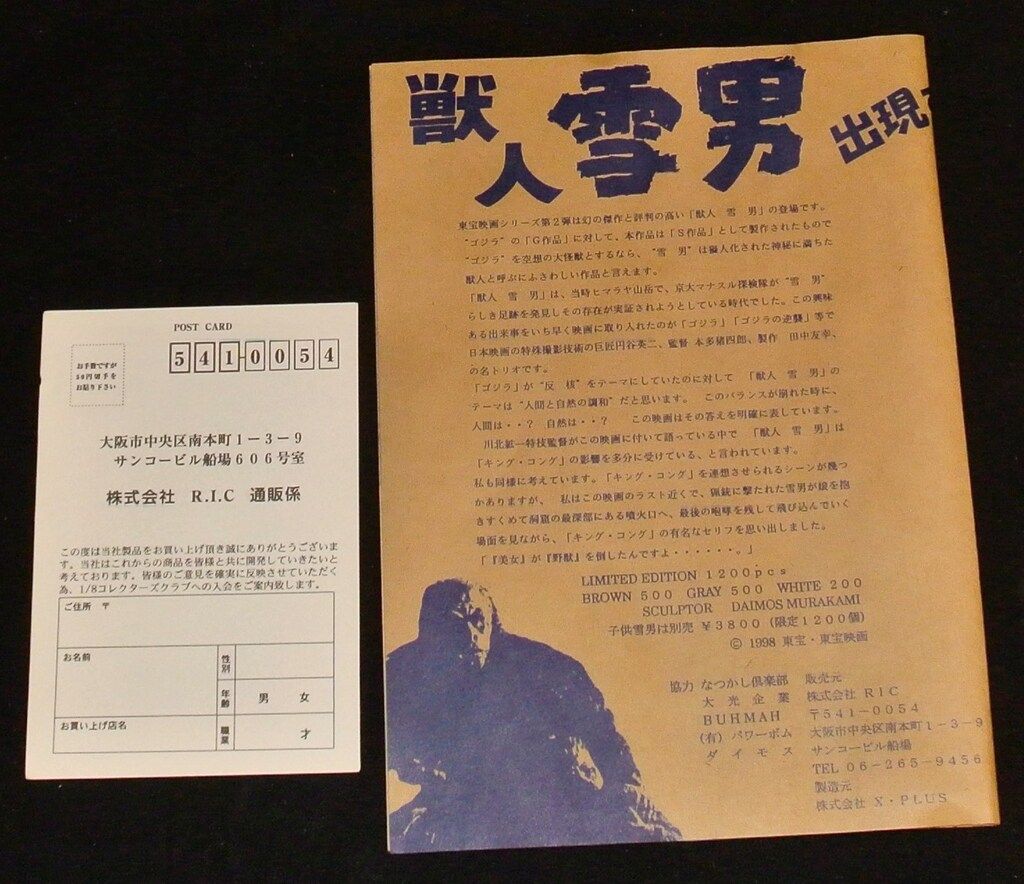 POST CARD
541-0054
お手数ですが
50円切手を
お貼り下さい
大阪市中央区南本町1-3-9
サンコービル船場606号室
株式会社 R.I.C 通販係
この度は当社製品をお買い上げ頂き誠にありがとうございま
す。当社はこれからの商品を皆様と共に開発していきたいと
考えております。皆様のご意見を確実に反映させていただく
為、1/8コレクターズクラブへの入会をご案内致します。
ご住所 〒
お名前
性別
年齢
男 女
お買い上げ店名
職業
才
獣人雪男 出現
東宝映画シリーズ第2弾は幻の傑作と評判の高い「獣人 雪 男」の登場です。
"ゴジラ"の「G作品」に対して、本作品は「S作品」として製作されたもので
"ゴジラ"を空想の大怪獣とするなら、"雪 男"は擬人化された神秘に満ちた
獣人と呼ぶにふさわしい作品と言えます。
「獣人 雪 男」は、当時ヒマラヤ山岳で、京大マナスル探検隊が"雪 男"
らしき足跡を発見しその存在が実証されようとしている時代でした。この興味
ある出来事をいち早く映画に取り入れたのが「ゴジラ」「ゴジラの逆襲」等で
日本映画の特殊撮影技術の巨匠円谷英二、監督 本多猪四郎、製作 田中友幸、
の名トリオです。
「ゴジラ」が"反 核"をテーマにしていたのに対して 「獣人 雪 男」の
テーマは"人間と自然の調和"だと思います。 このバランスが崩れた時に、
人間は・・? 自然は・・? この映画はその答えを明確に表しています。
川北紘一特技監督がこの映画に付いて語っている中で 「獣人 雪 男」は
「キング・コング」の影響を多分に受けている、と言われています。
私も同様に考えています。「キング・コング」を連想させられるシーンが幾つ
かありますが、 私はこの映画のラスト近くで、猟銃に撃たれた雪男が娘を抱
きすくめて洞窟の最深部にある噴火口へ、最後の咆哮を残して飛び込んでいく
場面を見ながら、「キング・コング」の有名なセリフを思い出しました。
「『美女』が『野獣』を倒したんですよ・・・・・・。」
LIMITED EDITION 1200pcs
BROWN 500 GRAY 500 WHITE 200
SCULPTOR DAIMOS MURAKAMI
子供雪男は別売 ¥3800 (限定1200個)
© 1998 東宝・東宝映画
協力 なつかし倶楽部
大光企業
BUHMAH
(有) パワーボム
ダイモス
販売元
株式会社 RIC
〒541-0054
大阪市中央区南本町1-3-9
サンコービル船場
TEL 06-265-9456
製造元
株式会社 X・PLUS